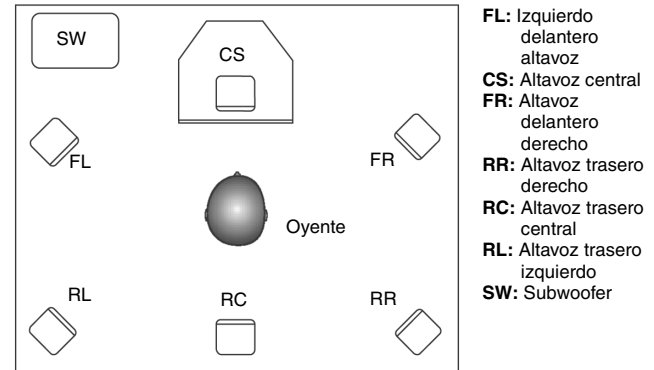 SW
CS
FL
FR
Oyente
RL
RC
RR
FL: Izquierdo
delantero
altavoz
CS: Altavoz central
FR: Altavoz
delantero
derecho
RR: Altavoz trasero
derecho
RC: Altavoz trasero
central
RL: Altavoz trasero
izquierdo
SW: Subwoofer